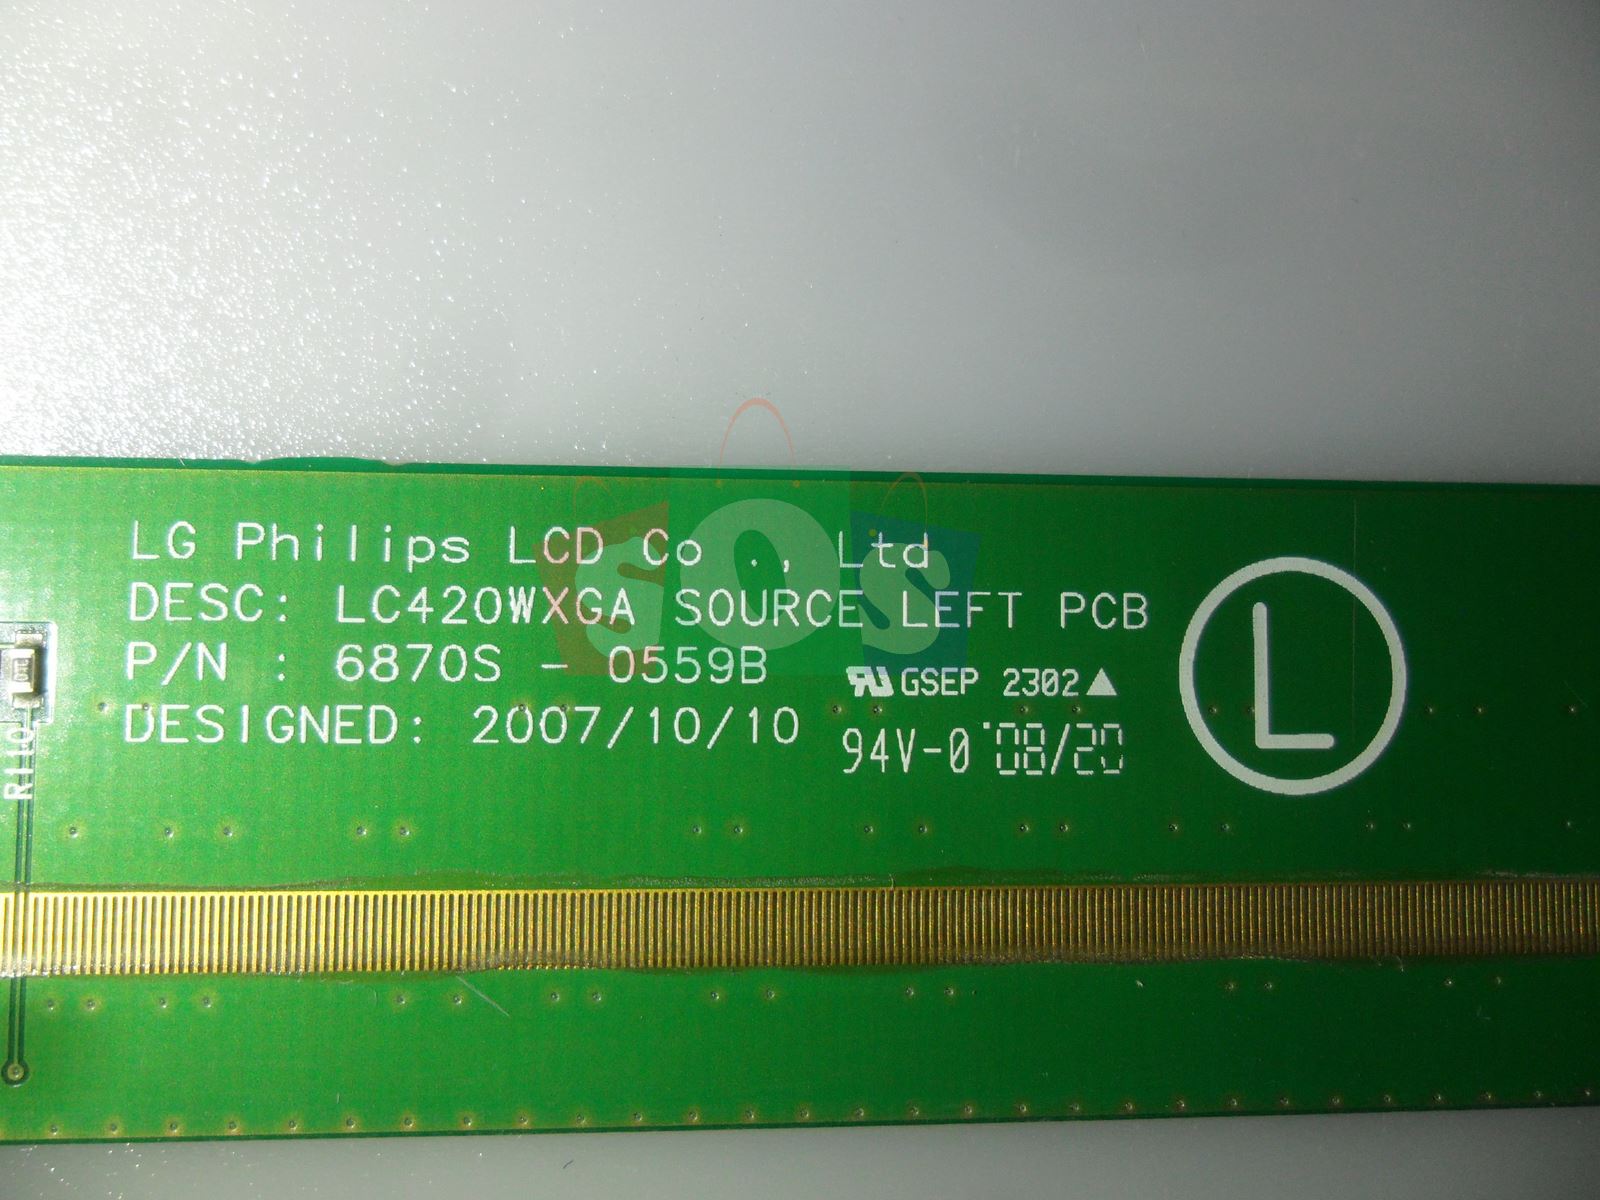 LG Philips LCD Co ., Ltd
DESC: LC420WXGA SOURCE LEFT PCB
P/N : 6870S - 0559B
GSEP 2302▲
DESIGNED: 2007/10/10
94V-0 '08/20
L
R110
SOS